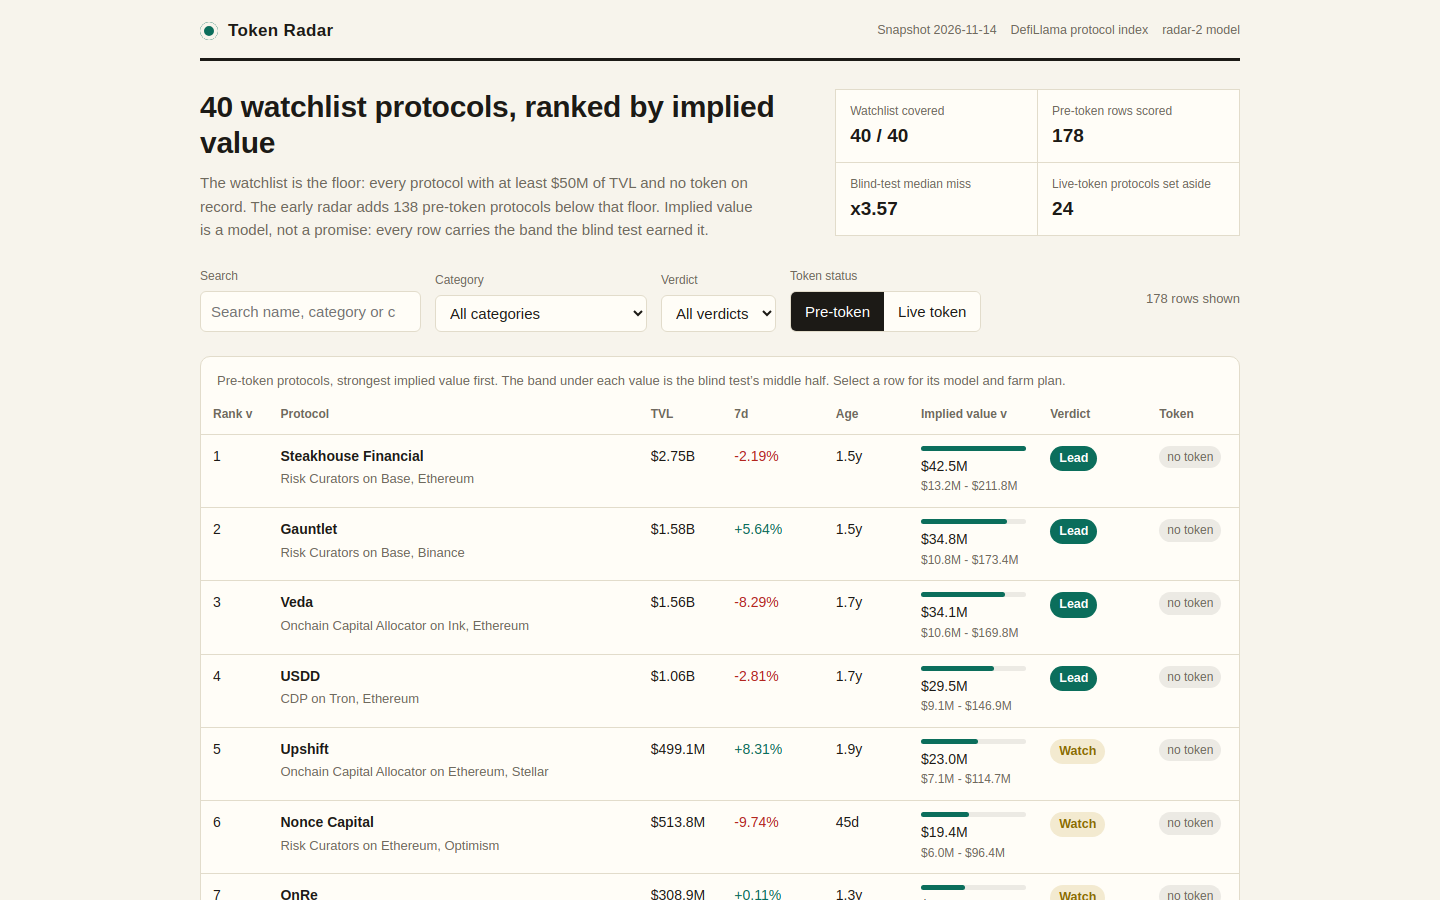 Token Radar
Snapshot 2026-11-14 DefiLlama protocol index radar-2 model
40 watchlist protocols, ranked by implied
value
The watchlist is the floor: every protocol with at least $50M of TVL and no token on
record. The early radar adds 138 pre-token protocols below that floor. Implied value
is a model, not a promise: every row carries the band the blind test earned it.
Watchlist covered
40 / 40
Pre-token rows scored
178
Blind-test median miss
x3.57
Live-token protocols set aside
24
Search
Search name, category or c
Category
All categories
Verdict
All verdicts
Token status
Pre-token Live token
178 rows shown
Pre-token protocols, strongest implied value first. The band under each value is the blind test's middle half. Select a row for its model and farm plan.
Rank v Protocol TVL 7d Age Implied value v Verdict Token
1 Steakhouse Financial $2.75B -2.19% 1.5y $42.5M Lead no token
Risk Curators on Base, Ethereum $13.2M - $211.8M
2 Gauntlet $1.58B +5.64% 1.5y $34.8M Lead no token
Risk Curators on Base, Binance $10.8M - $173.4M
3 Veda $1.56B -8.29% 1.7y $34.1M Lead no token
Onchain Capital Allocator on Ink, Ethereum $10.6M - $169.8M
4 USDD $1.06B -2.81% 1.7y $29.5M Lead no token
CDP on Tron, Ethereum $9.1M - $146.9M
5 Upshift $499.1M +8.31% 1.9y $23.0M Watch no token
Onchain Capital Allocator on Ethereum, Stellar $7.1M - $114.7M
6 Nonce Capital $513.8M -9.74% 45d $19.4M Watch no token
Risk Curators on Ethereum, Optimism $6.0M - $96.4M
7 OnRe $308.9M +0.11% 1.3y Watch no token